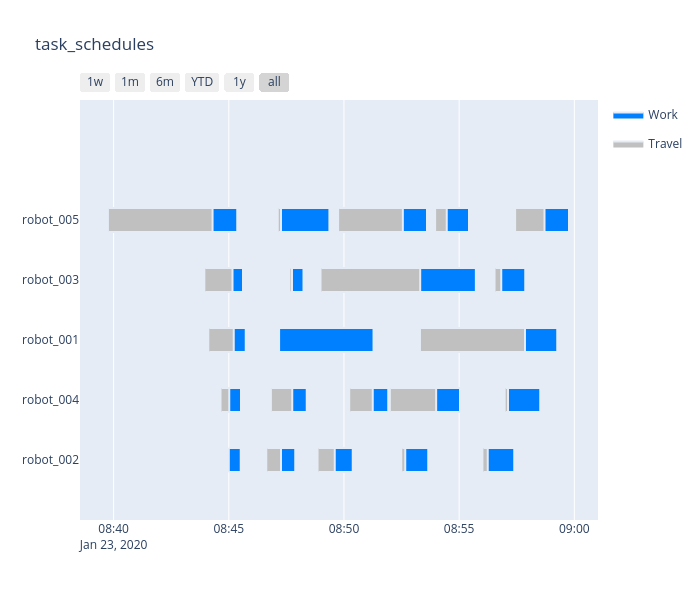 task_schedules
1w 1m 6m YTD 1y all
Work
Travel
robot_005
robot_003
robot_001
robot_004
robot_002
08:40 08:45 08:50 08:55 09:00
Jan 23, 2020